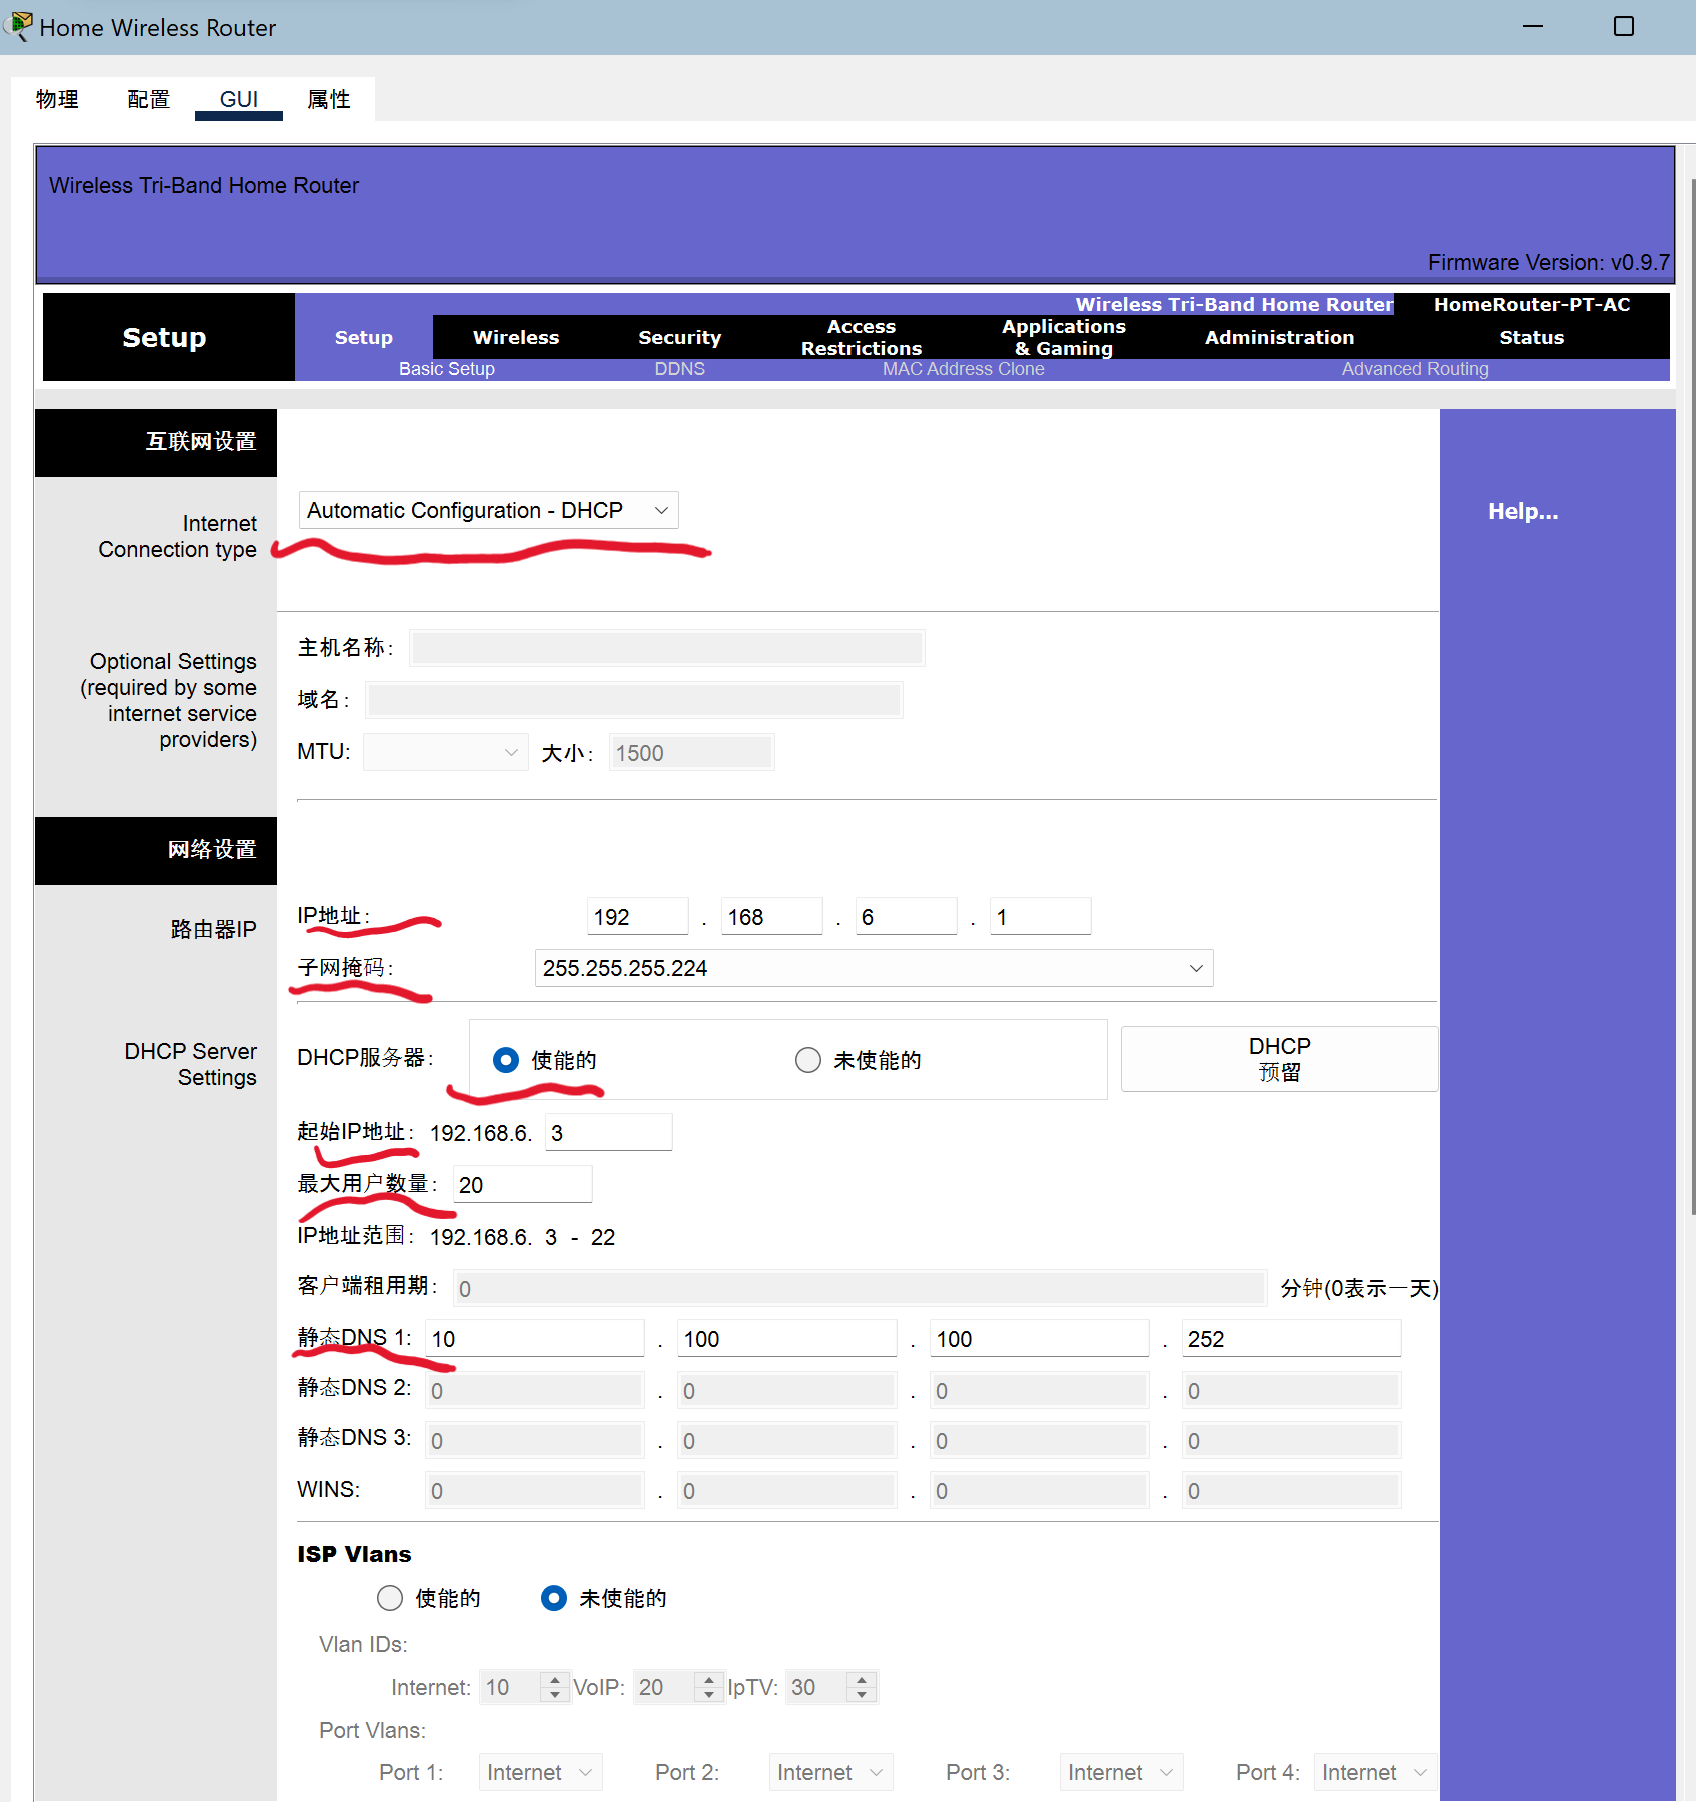 Home Wireless Router
物理 配置 GUI 属性
Wireless Tri-Band Home Router
Firmware Version: v0.9.7
Wireless Tri-Band Home Router HomeRouter-PT-AC
Setup Setup Wireless Security Access Restrictions Applications & Gaming Administration Status
Basic Setup DDNS MAC Address Clone Advanced Routing
互联网设置
Internet Connection type Automatic Configuration - DHCP
Help...
Optional Settings (required by some internet service providers)
主机名称:
域名:
MTU: 大小: 1500
网络设置
路由器IP
IP地址: 192 . 168 . 6 . 1
子网掩码: 255.255.255.224
DHCP Server Settings
DHCP服务器: 使能的 未使能的 DHCP 预留
起始IP地址: 192.168.6. 3
最大用户数量: 20
IP地址范围: 192.168.6. 3 - 22
客户端租用期: 0 分钟(0表示一天)
静态DNS 1: 10 . 100 . 100 . 252
静态DNS 2: 0 . 0 . 0 . 0
静态DNS 3: 0 . 0 . 0 . 0
WINS: 0 . 0 . 0 . 0
ISP Vlans
使能的 未使能的
Vlan IDs:
Internet: 10 VoIP: 20 IpTV: 30
Port Vlans:
Port 1: Internet Port 2: Internet Port 3: Internet Port 4: Internet